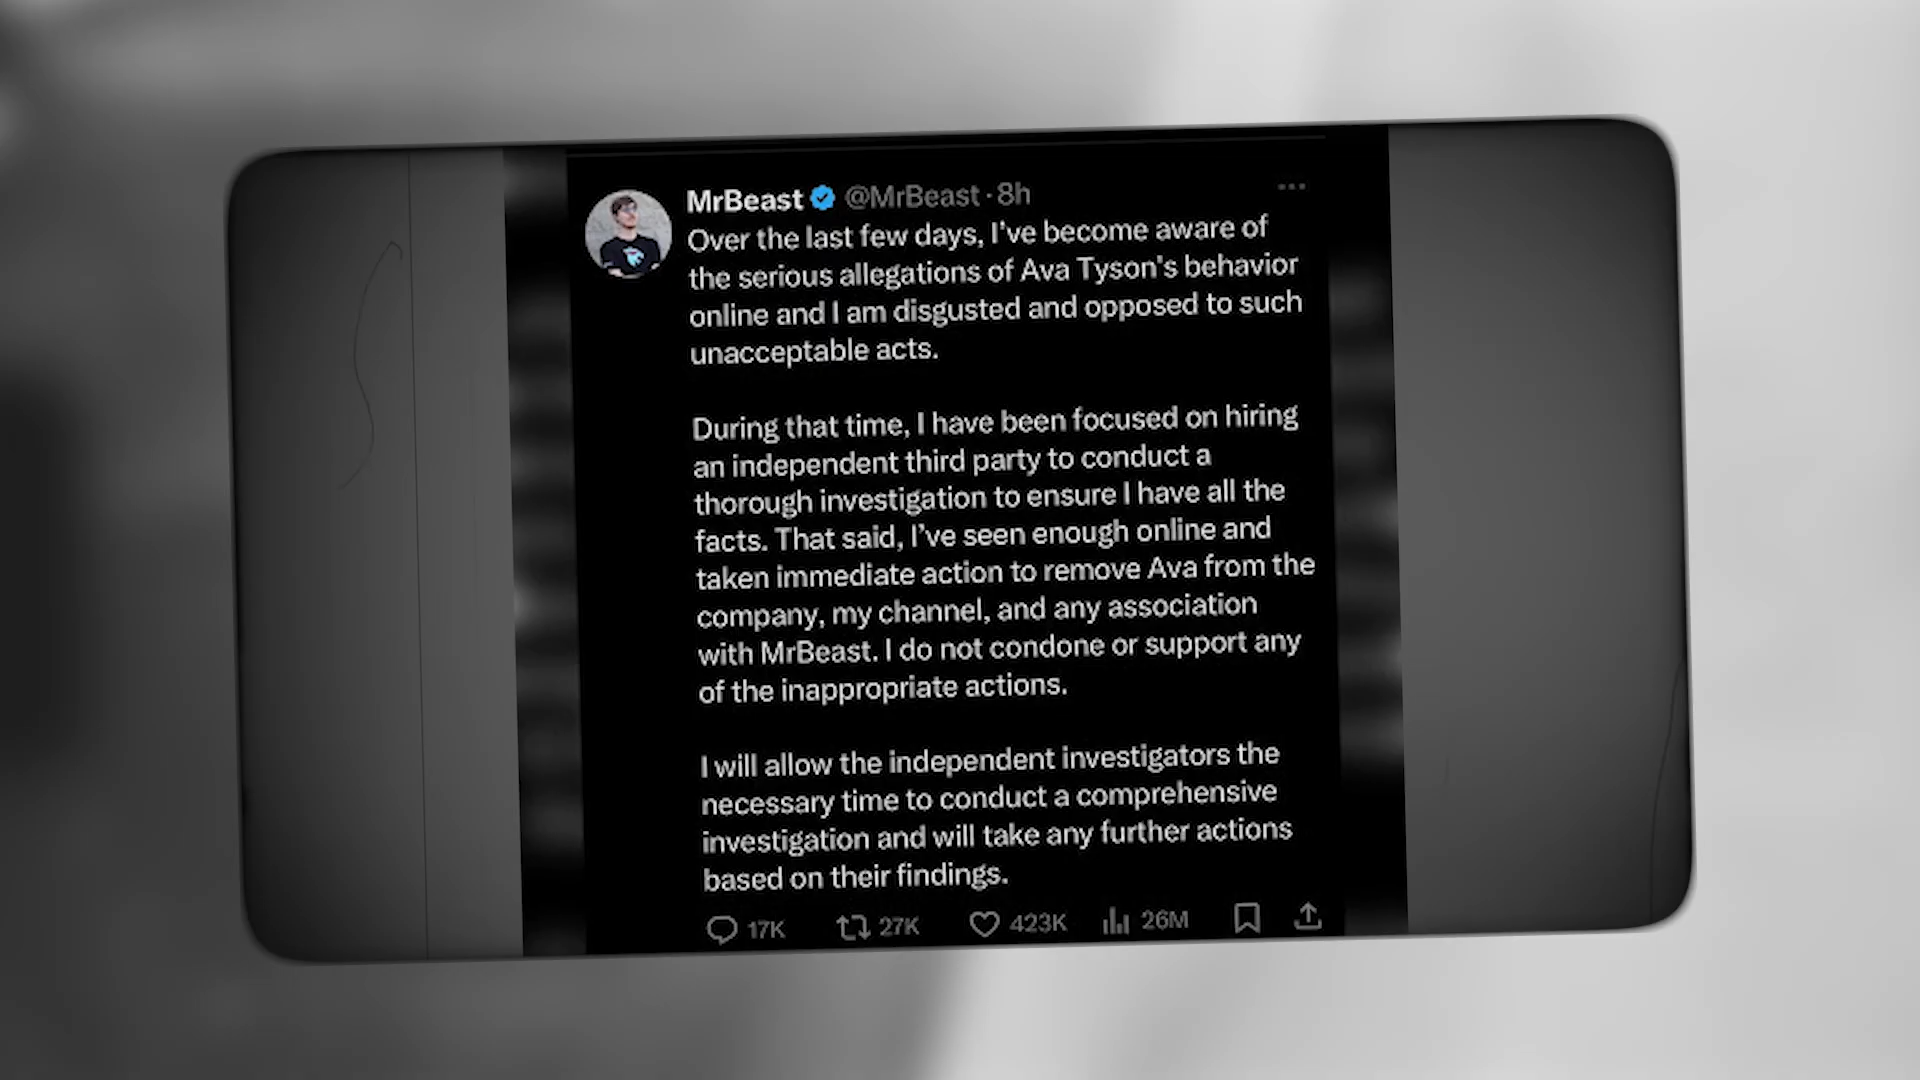 MrBeast @MrBeast · 8h
Over the last few days, I've become aware of
the serious allegations of Ava Tyson's behavior
online and I am disgusted and opposed to such
unacceptable acts.
During that time, I have been focused on hiring
an independent third party to conduct a
thorough investigation to ensure I have all the
facts. That said, I've seen enough online and
taken immediate action to remove Ava from the
company, my channel, and any association
with MrBeast. I do not condone or support any
of the inappropriate actions.
I will allow the independent investigators the
necessary time to conduct a comprehensive
investigation and will take any further actions
based on their findings.
17K 27K 423K 26M